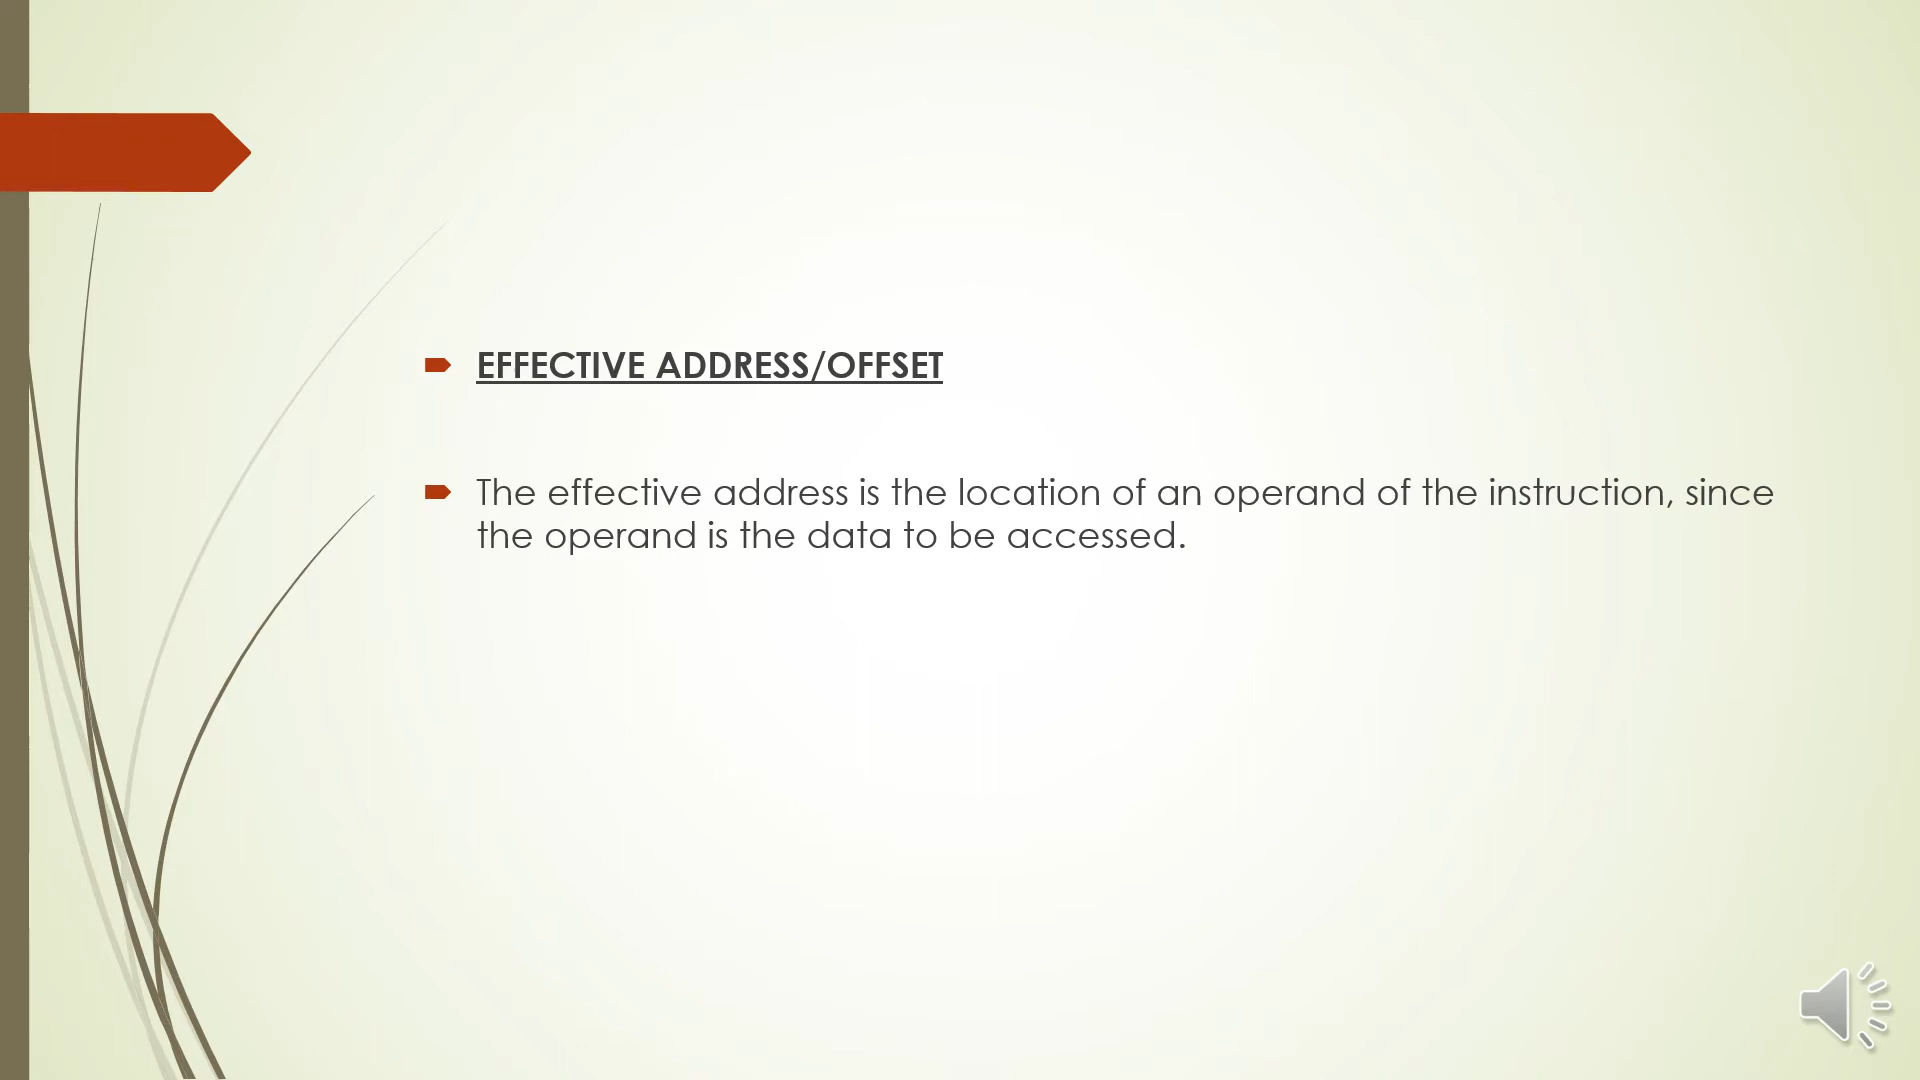 EFFECTIVE ADDRESS/OFFSET
The effective address is the location of an operand of the instruction, since
the operand is the data to be accessed.